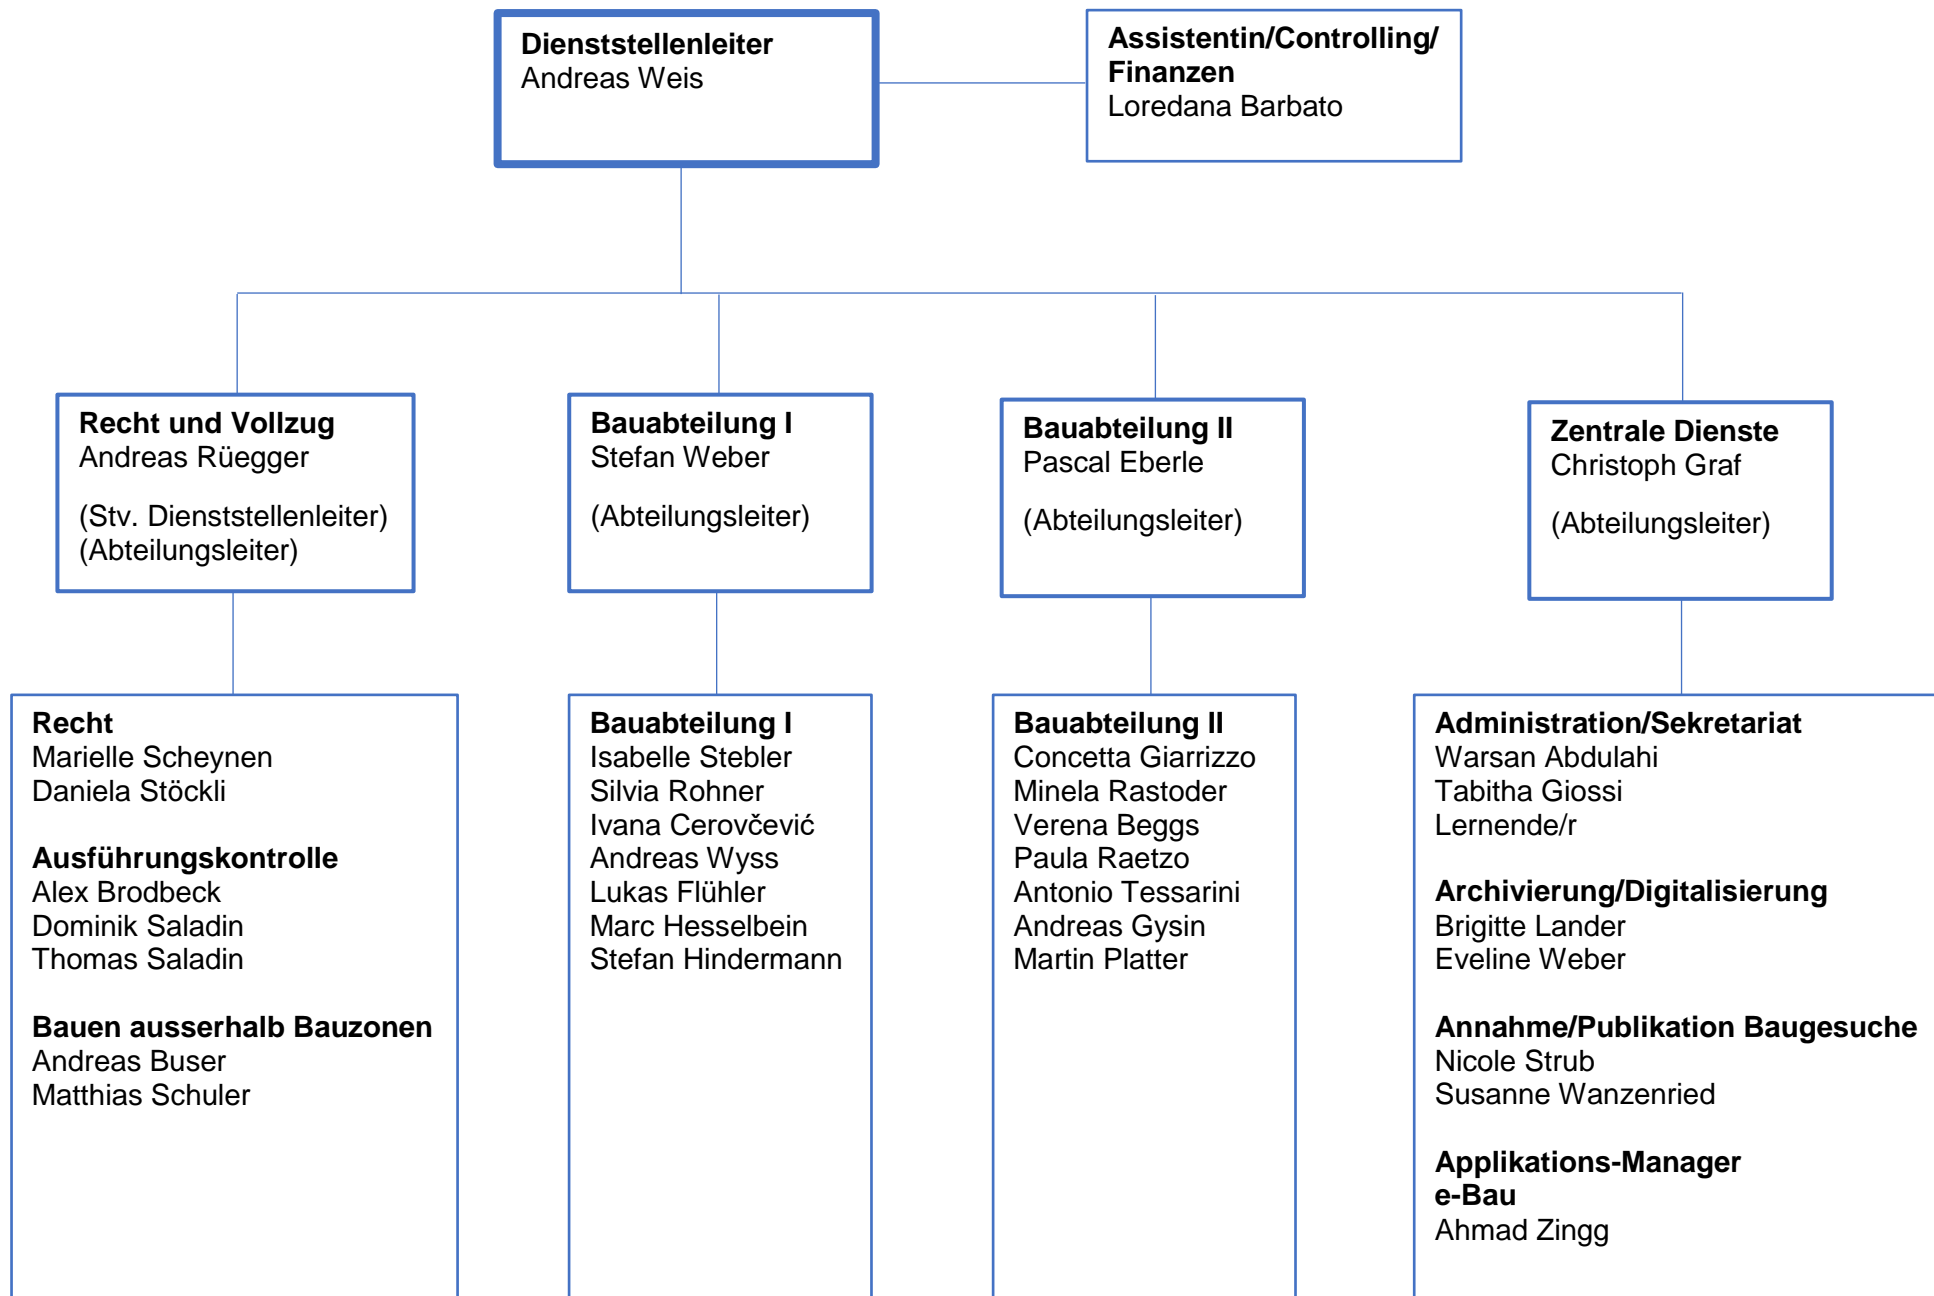 Dienststellenleiter
Andreas Weis
Assistentin/Controlling/
Finanzen
Loredana Barbato
Recht und Vollzug
Andreas Rüegger
(Stv. Dienststellenleiter)
(Abteilungsleiter)
Bauabteilung I
Stefan Weber
(Abteilungsleiter)
Bauabteilung II
Pascal Eberle
(Abteilungsleiter)
Zentrale Dienste
Christoph Graf
(Abteilungsleiter)
Recht
Marielle Scheynen
Daniela Stöckli
Ausführungskontrolle
Alex Brodbeck
Dominik Saladin
Thomas Saladin
Bauen ausserhalb Bauzonen
Andreas Buser
Matthias Schuler
Bauabteilung I
Isabelle Stebler
Silvia Rohner
Ivana Cerovčević
Andreas Wyss
Lukas Flühler
Marc Hesselbein
Stefan Hindermann
Bauabteilung II
Concetta Giarrizzo
Minela Rastoder
Verena Beggs
Paula Raetzo
Antonio Tessarini
Andreas Gysin
Martin Platter
Administration/Sekretariat
Warsan Abdulahi
Tabitha Giossi
Lernende/r
Archivierung/Digitalisierung
Brigitte Lander
Eveline Weber
Annahme/Publikation Baugesuche
Nicole Strub
Susanne Wanzenried
Applikations-Manager
e-Bau
Ahmad Zingg